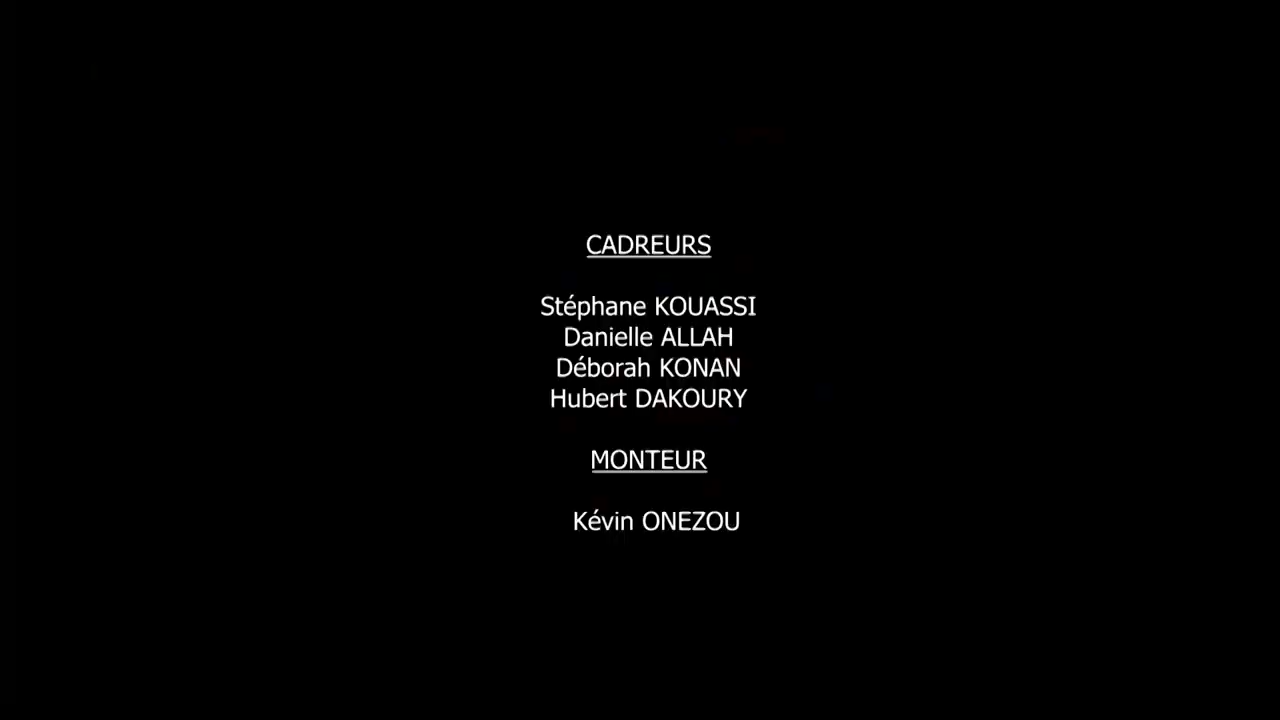 CADREURS
Stéphane KOUASSI
Danielle ALLAH
Déborah KONAN
Hubert DAKOURY
MONTEUR
Kévin ONEZOU